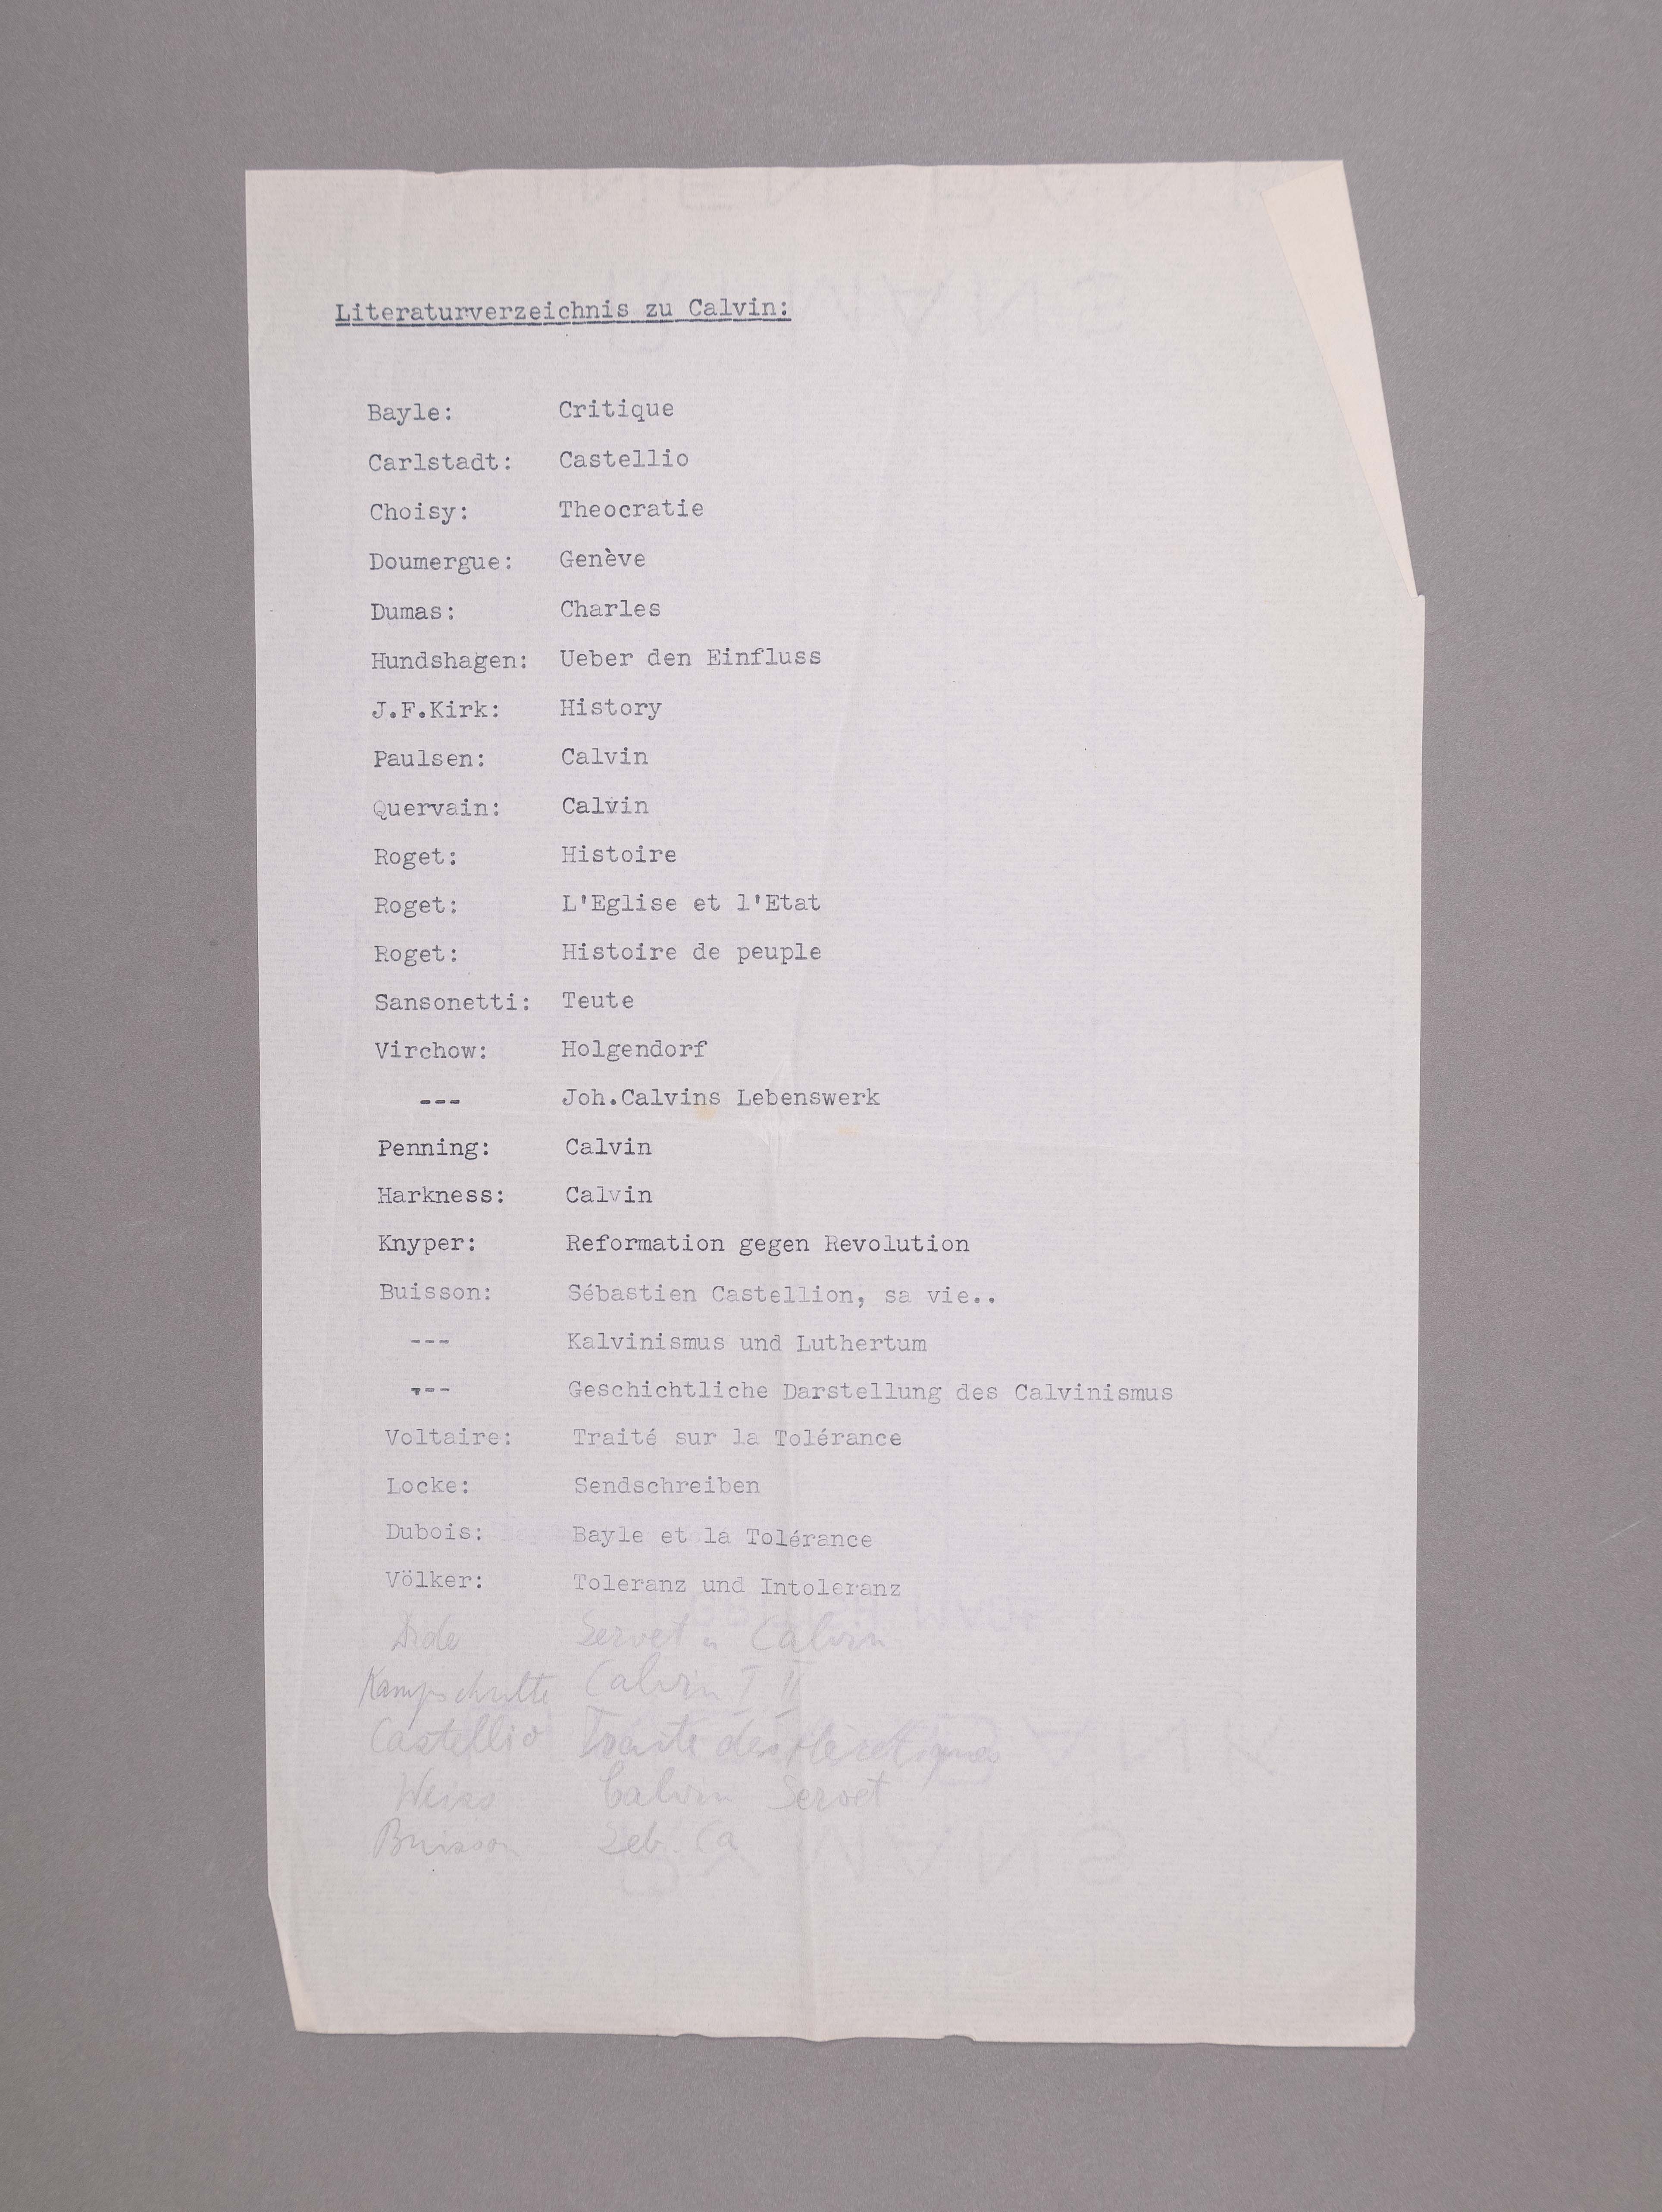 Literaturverzeichnis zu Calvin:
Bayle: Critique
Carlstadt: Castellio
Choisy: Theocratie
Doumergue: Genève
Dumas: Charles
Hundshagen: Ueber den Einfluss
J.F.Kirk: History
Paulsen: Calvin
Quervain: Calvin
Roget: Histoire
Roget: L'Eglise et l'Etat
Roget: Histoire de peuple
Sansonetti: Teute
Virchow: Holgendorf
--- Joh.Calvins Lebenswerk
Penning: Calvin
Harkness: Calvin
Knyper: Reformation gegen Revolution
Buisson: Sébastien Castellion, sa vie..
--- Kalvinismus und Luthertum
--- Geschichtliche Darstellung des Calvinismus
Voltaire: Traité sur la Tolérance
Locke: Sendschreiben
Dubois: Bayle et la Tolérance
Völker: Toleranz und Intoleranz
Dide Servet u Calvin
Kampschulte Calvin I II
Castellio Traité des Hérétiques
Weiss Calvin Servet
Buisson Seb. Ca